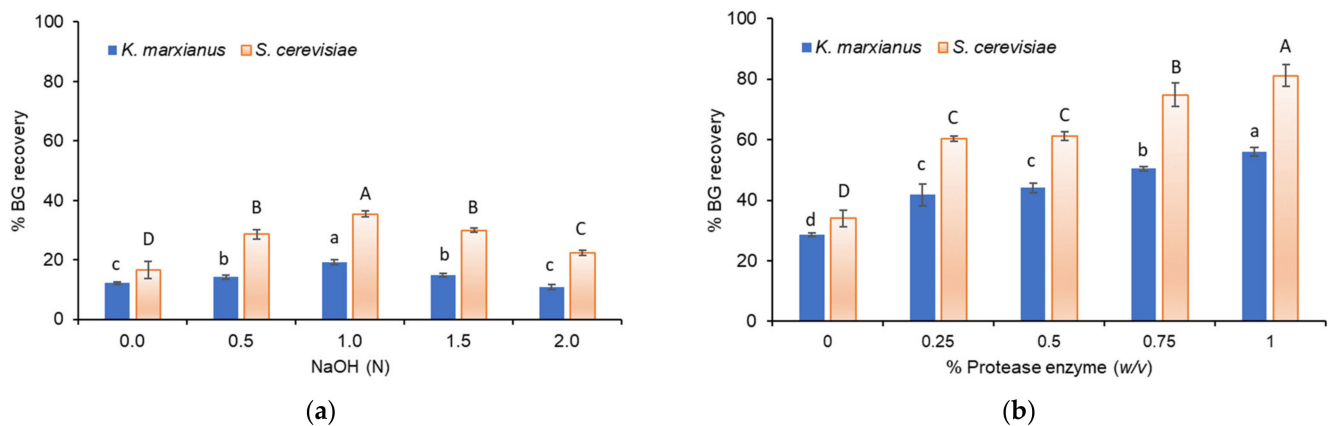 100
80
60
40
20
0
% BG recovery
K. marxianus S. cerevisiae
c D b B a A b B c C
0.0 0.5 1.0 1.5 2.0
NaOH (N)
(a)
100
80
60
40
20
0
% BG recovery
K. marxianus S. cerevisiae
d D c C c C b B a A
0 0.25 0.5 0.75 1
% Protease enzyme (w/v)
(b)